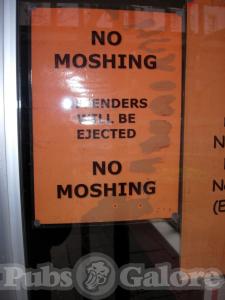 NO
MOSHING
WILL BE
EJECTED
NO
MOSHING
N
N
(E
Pubs Galore